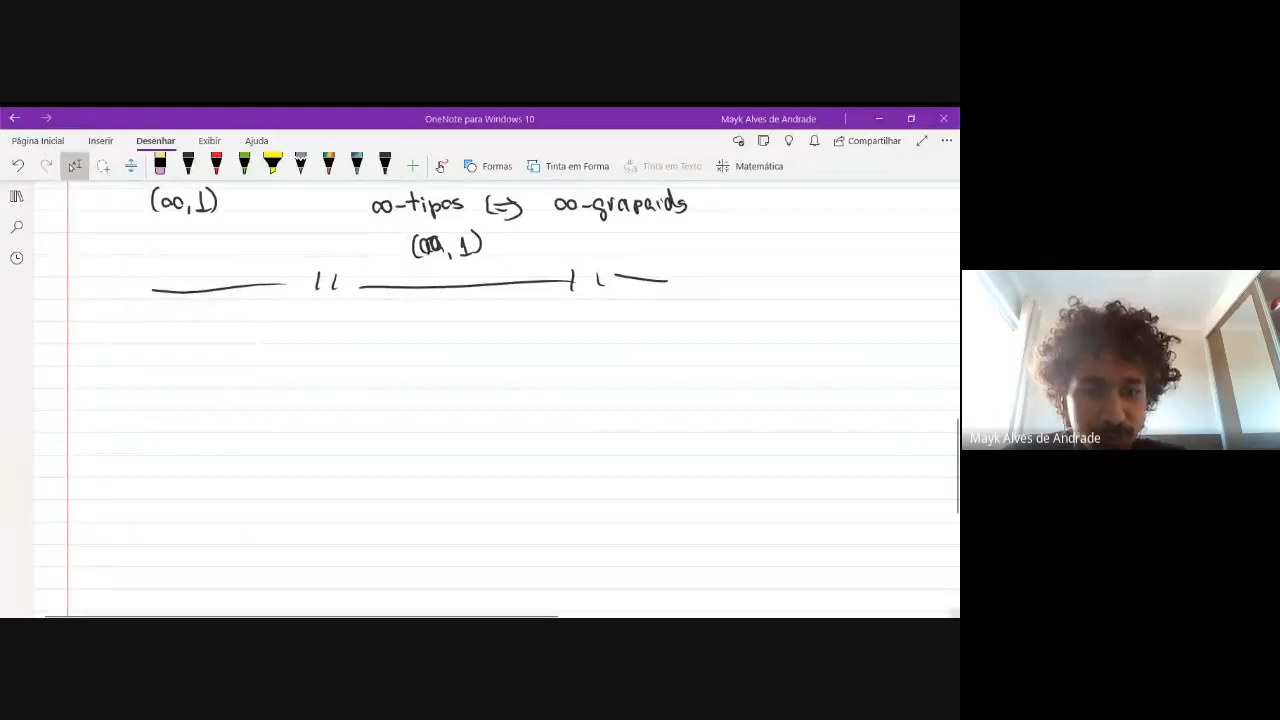 OneNote para Windows 10
Mayk Alves de Andrade
Página Inicial Inserir Desenhar Exibir Ajuda
Compartilhar
Formas Tinta em Forma Tinta em Texto Matemática
(∞, 1) ∞-tipos ⇔ ∞-grupoids
(∞, 1)
Mayk Alves de Andrade